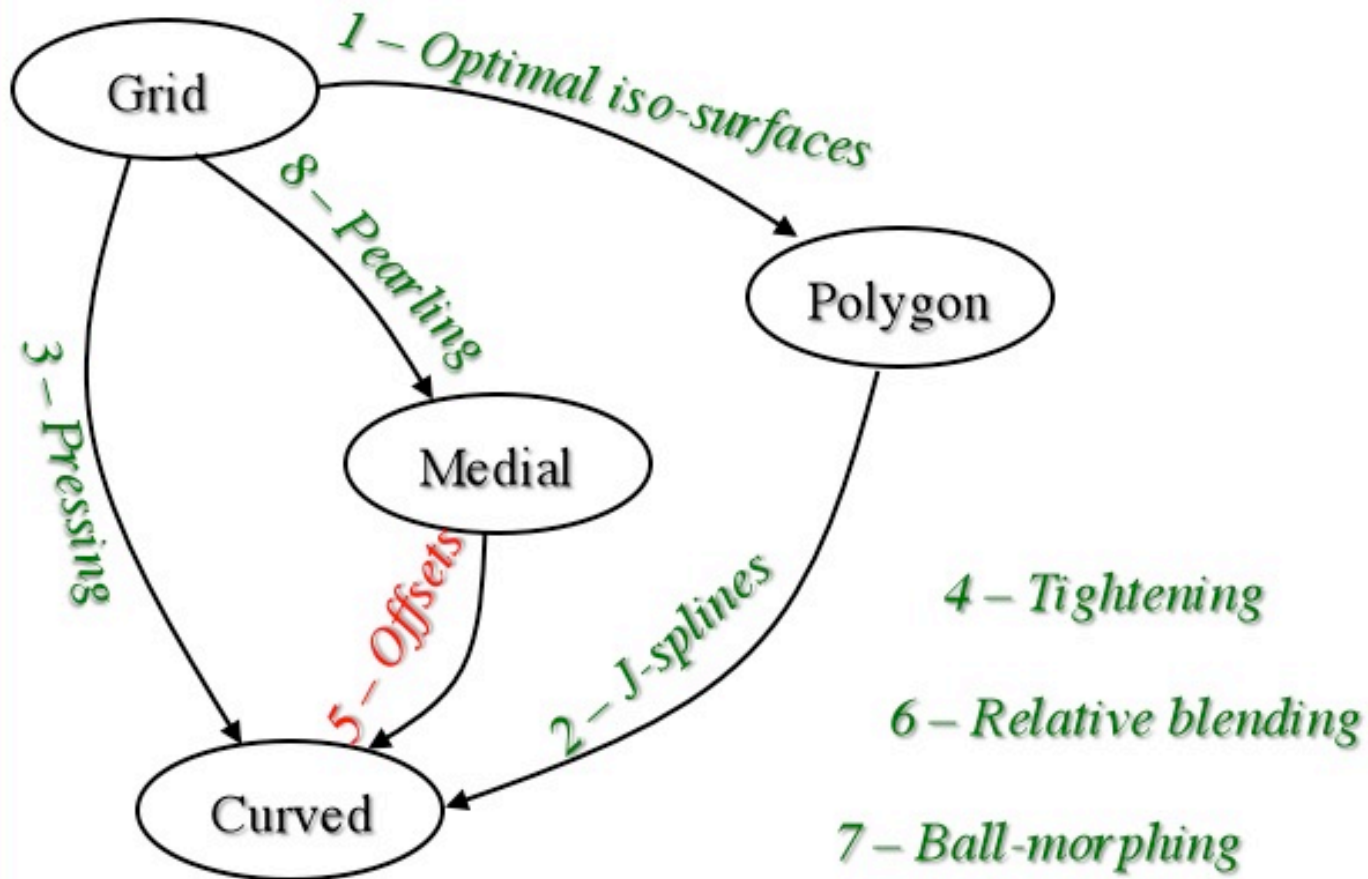 1 – Optimal iso-surfaces
Grid
8 – Pearling
Polygon
3 – Pressing
Medial
5 – Offsets
2 – J-splines
4 – Tightening
6 – Relative blending
Curved
7 – Ball-morphing